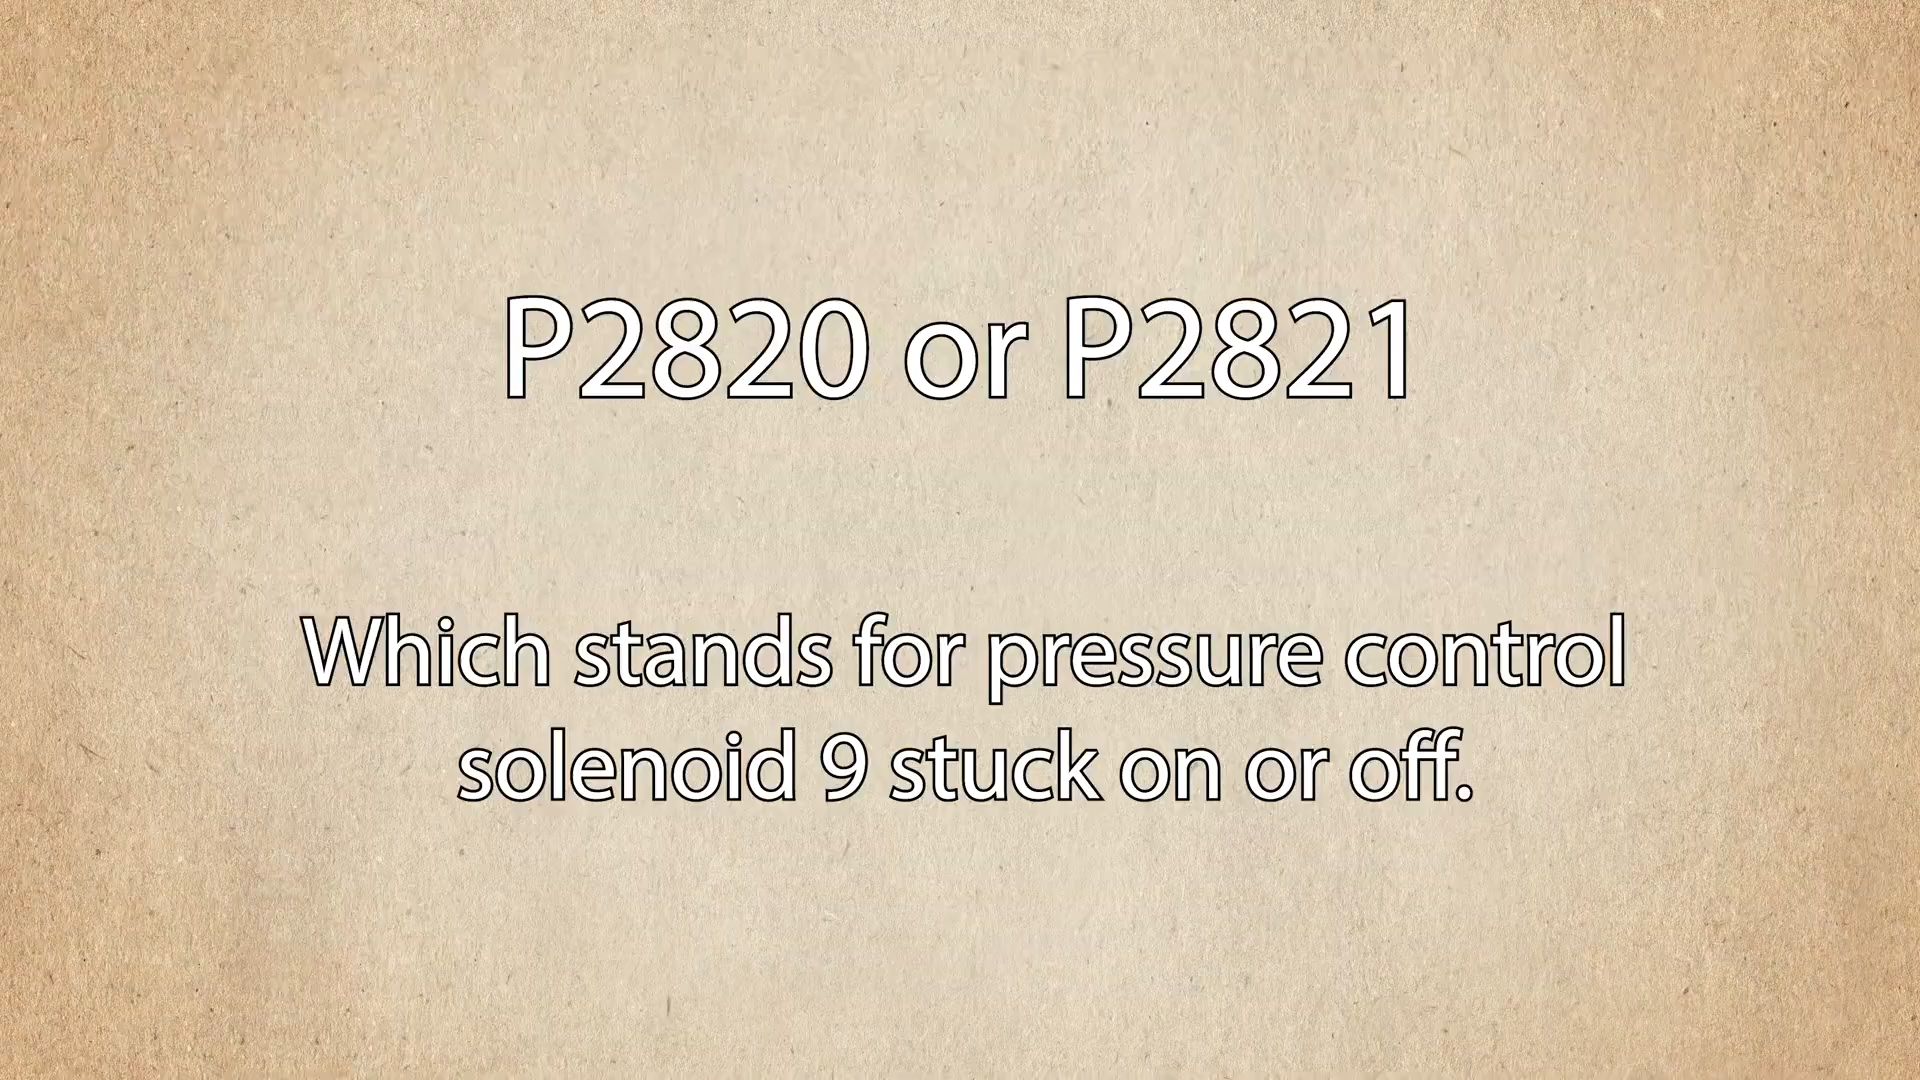 P2820 or P2821
Which stands for pressure control
solenoid 9 stuck on or off.